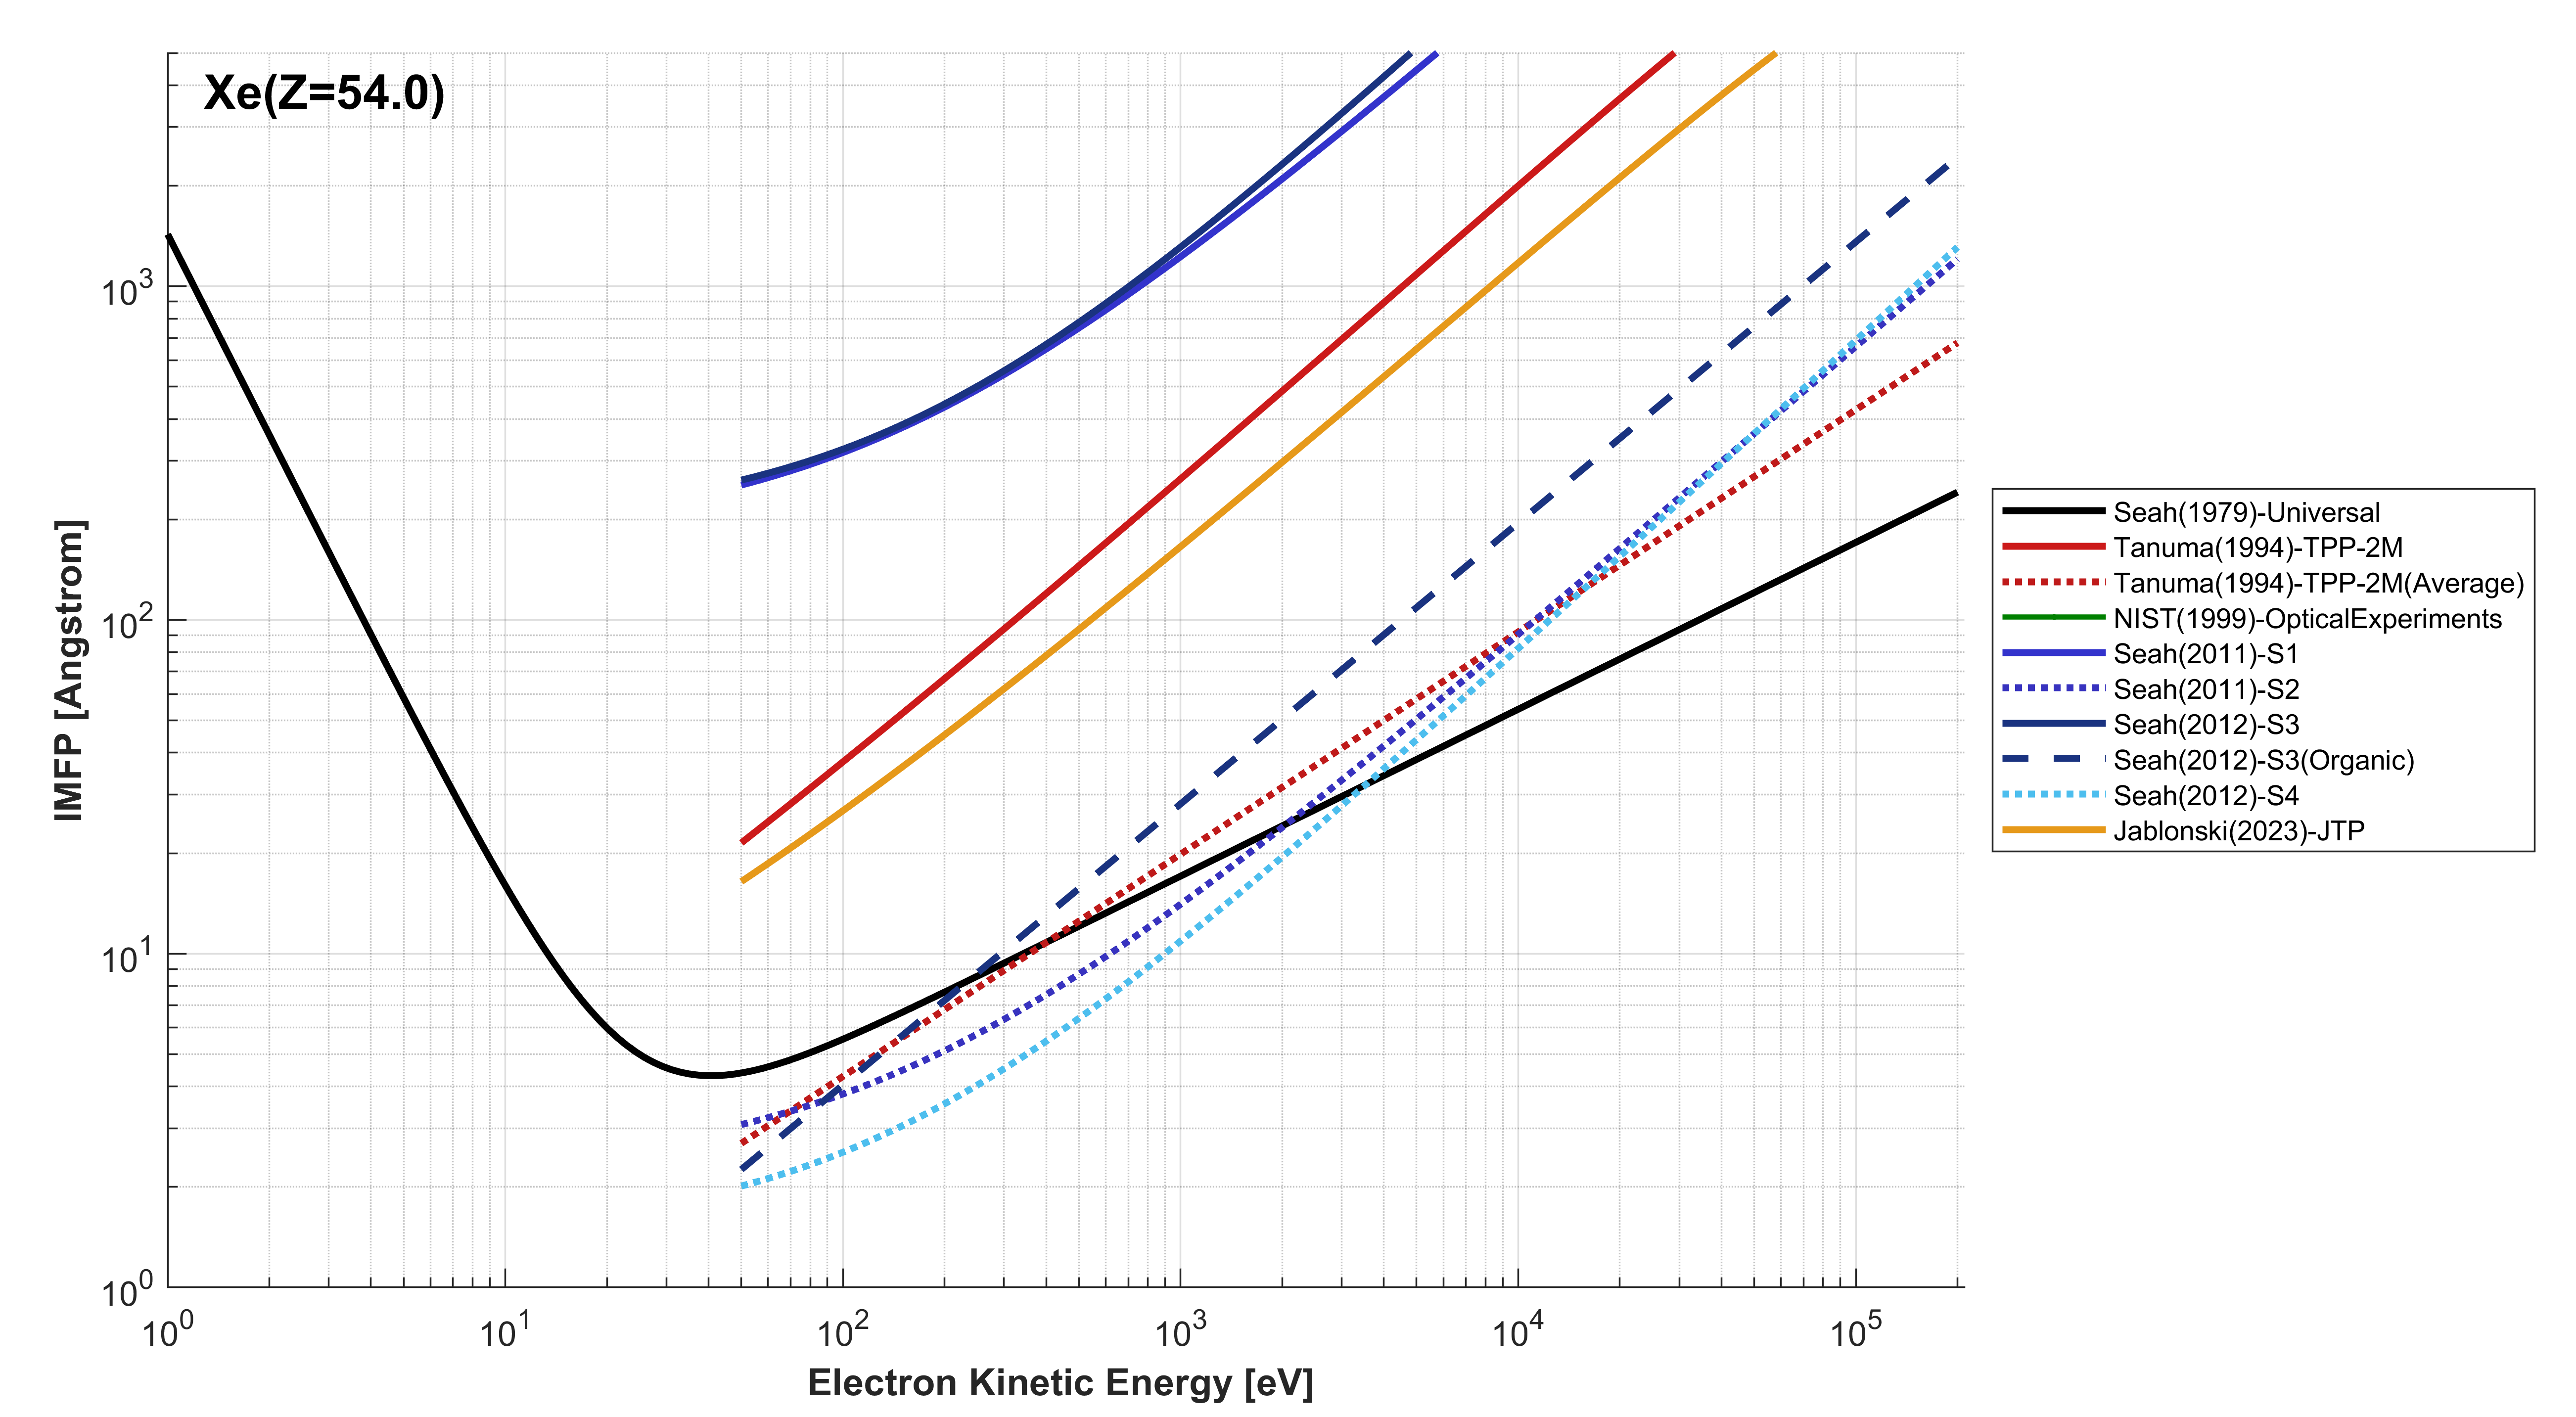 Xe(Z=54.0)
IMFP [Angstrom]
10^3
10^2
10^1
10^0
10^0 10^1 10^2 10^3 10^4 10^5
Electron Kinetic Energy [eV]
Seah(1979)-Universal
Tanuma(1994)-TPP-2M
Tanuma(1994)-TPP-2M(Average)
NIST(1999)-OpticalExperiments
Seah(2011)-S1
Seah(2011)-S2
Seah(2012)-S3
Seah(2012)-S3(Organic)
Seah(2012)-S4
Jablonski(2023)-JTP